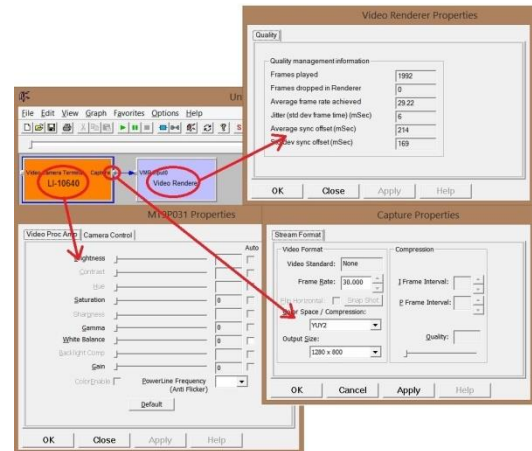 Video Renderer Properties
Quality
Quality management information
Frames played 1992
Frames dropped in Renderer 0
Average frame rate achieved 29.22
Jitter (std dev frame time) (mSec) 6
Average sync offset (mSec) 214
dev sync offset (mSec) 169
OK Close Apply Help
File Edit View Graph Favorites Options Help
Video Camera Capture
LI-10640
Input0
Video Renderer
MT9P031 Properties
Video Proc Amp Camera Control
Auto
Brightness
Contrast
Hue
Saturation 0
Sharpness
Gamma 0
White Balance 0
Backlight Comp
Gain 0
ColorEnable PowerLine Frequency
(Anti Flicker)
Default
OK Close Apply Help
Capture Properties
Stream Format
Video Format
Video Standard: None
Frame Rate: 30.000
Flip Horizontal: Snap Shot
Color Space / Compression:
YUY2
Output Size:
1280 x 800
Compression
I Frame Interval:
P Frame Interval:
Quality:
OK Cancel Apply Help